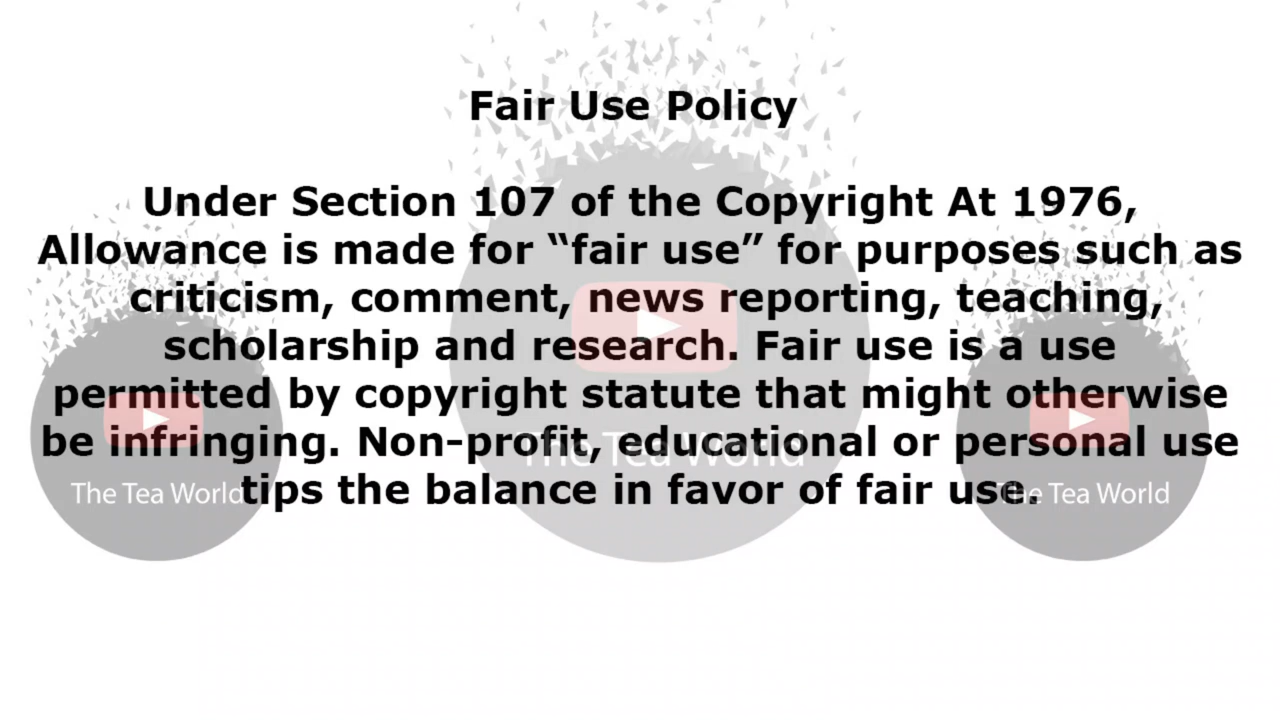 Fair Use Policy
Under Section 107 of the Copyright At 1976,
Allowance is made for “fair use” for purposes such as
criticism, comment, news reporting, teaching,
scholarship and research. Fair use is a use
permitted by copyright statute that might otherwise
be infringing. Non-profit, educational or personal use
The Tea World
tips the balance in favor of fair use.
The Tea World
The Tea World